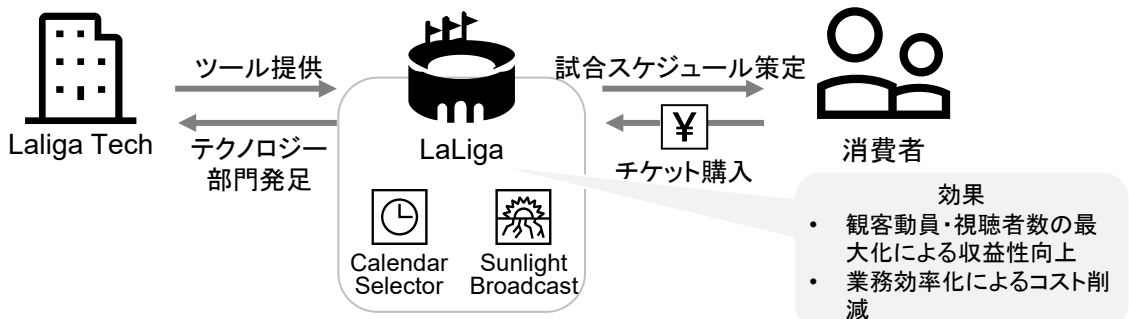 ツール提供
Laliga Tech
テクノロジー
部門発足
LaLiga
Calendar
Selector
Sunlight
Broadcast
試合スケジュール策定
¥
チケット購入
消費者
効果
• 観客動員・視聴者数の最
大化による収益性向上
• 業務効率化によるコスト削
減